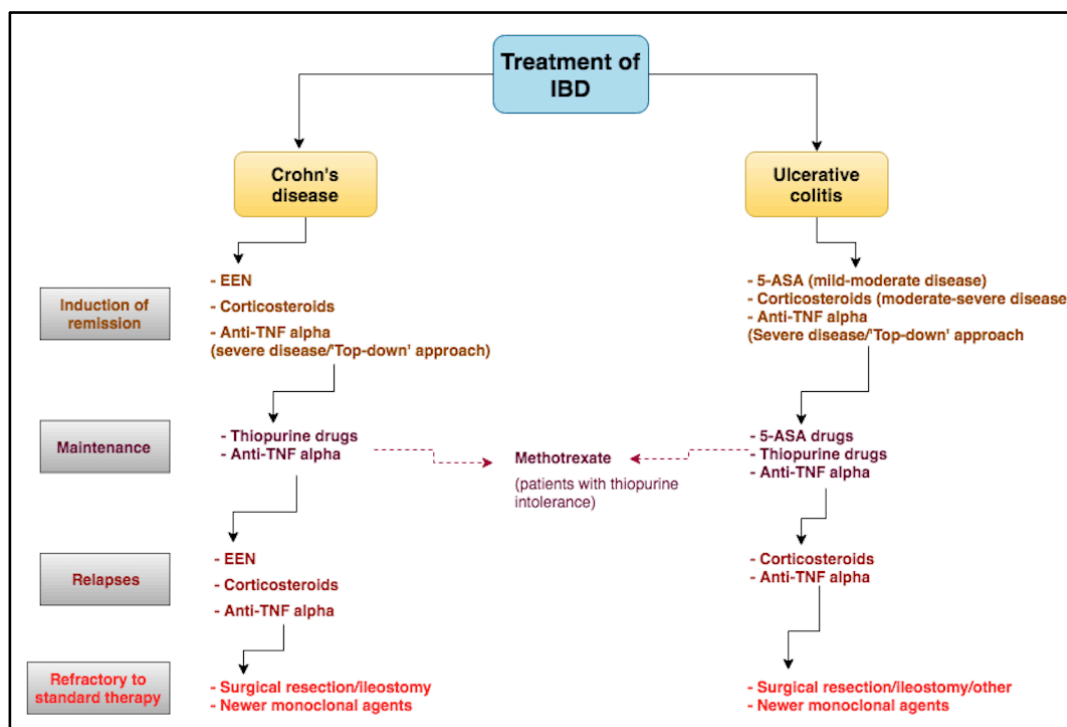 Treatment of
IBD
Crohn's
disease
Ulcerative
colitis
Induction of
remission
- EEN
- Corticosteroids
- Anti-TNF alpha
(severe disease/'Top-down' approach)
- 5-ASA (mild-moderate disease)
- Corticosteroids (moderate-severe disease
- Anti-TNF alpha
(Severe disease/'Top-down' approach
Maintenance
- Thiopurine drugs
- Anti-TNF alpha
Methotrexate
(patients with thiopurine
intolerance)
- 5-ASA drugs
- Thiopurine drugs
- Anti-TNF alpha
Relapses
- EEN
- Corticosteroids
- Anti-TNF alpha
- Corticosteroids
- Anti-TNF alpha
Refractory to
standard therapy
- Surgical resection/ileostomy
- Newer monoclonal agents
- Surgical resection/ileostomy/other
- Newer monoclonal agents